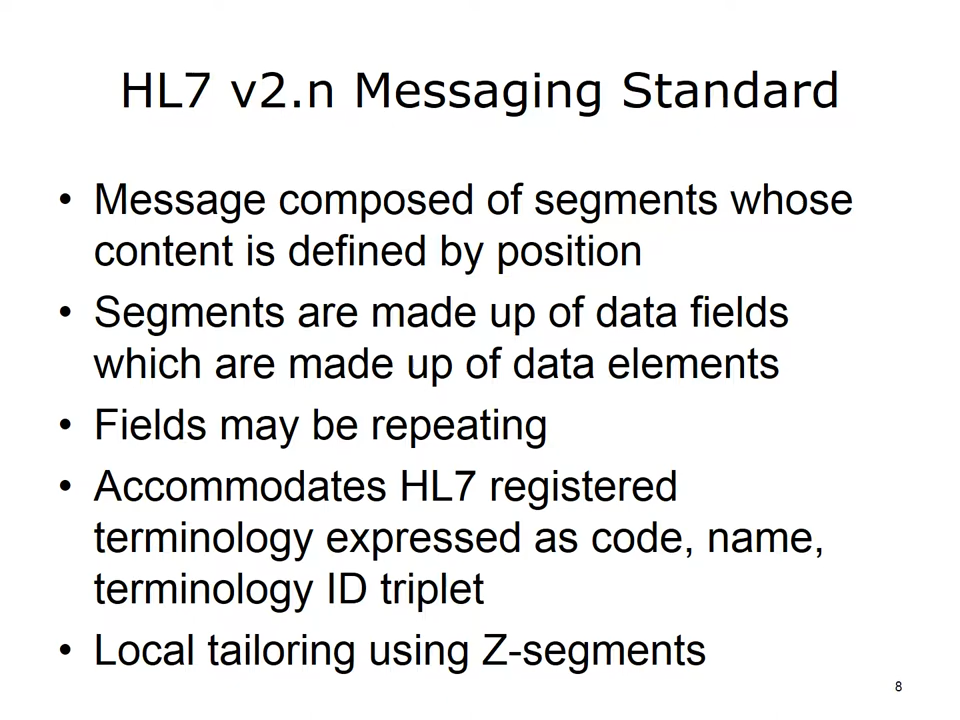 HL7 v2.n Messaging Standard
• Message composed of segments whose
content is defined by position
• Segments are made up of data fields
which are made up of data elements
• Fields may be repeating
• Accommodates HL7 registered
terminology expressed as code, name,
terminology ID triplet
• Local tailoring using Z-segments
8